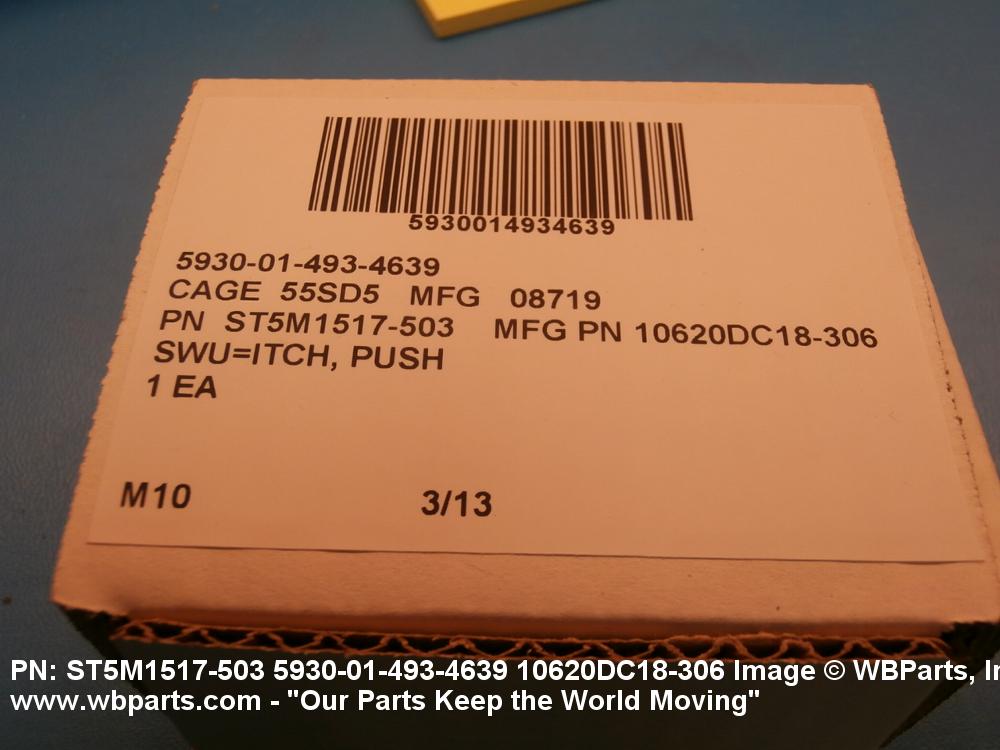 5930014934639
5930-01-493-4639
CAGE 55SD5 MFG 08719
PN ST5M1517-503 MFG PN 10620DC18-306
SWU=ITCH, PUSH
1 EA
M10 3/13
PN: ST5M1517-503 5930-01-493-4639 10620DC18-306 Image © WBParts,
www.wbparts.com - "Our Parts Keep the World Moving"